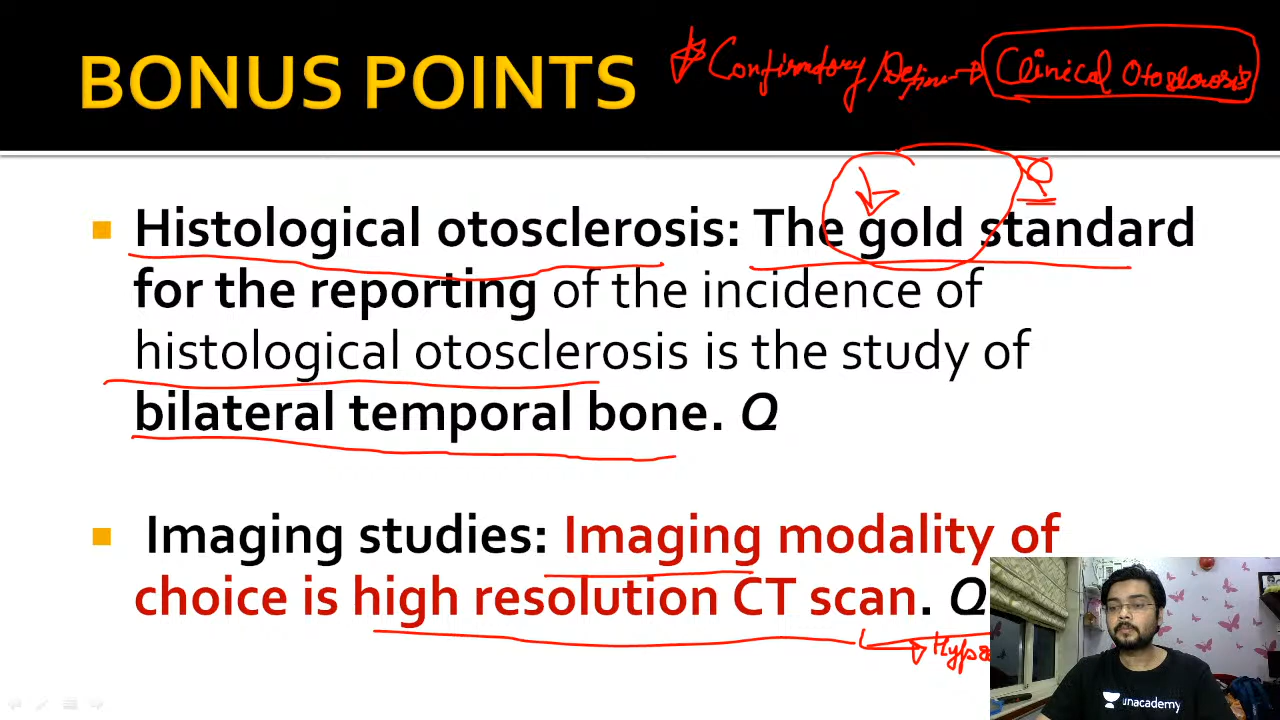 BONUS POINTS
Confirmatory / Defin → Clinical Otosclerosis
Histological otosclerosis: The gold standard
for the reporting of the incidence of
histological otosclerosis is the study of
bilateral temporal bone. Q
Imaging studies: Imaging modality of
choice is high resolution CT scan. Q
unacademy